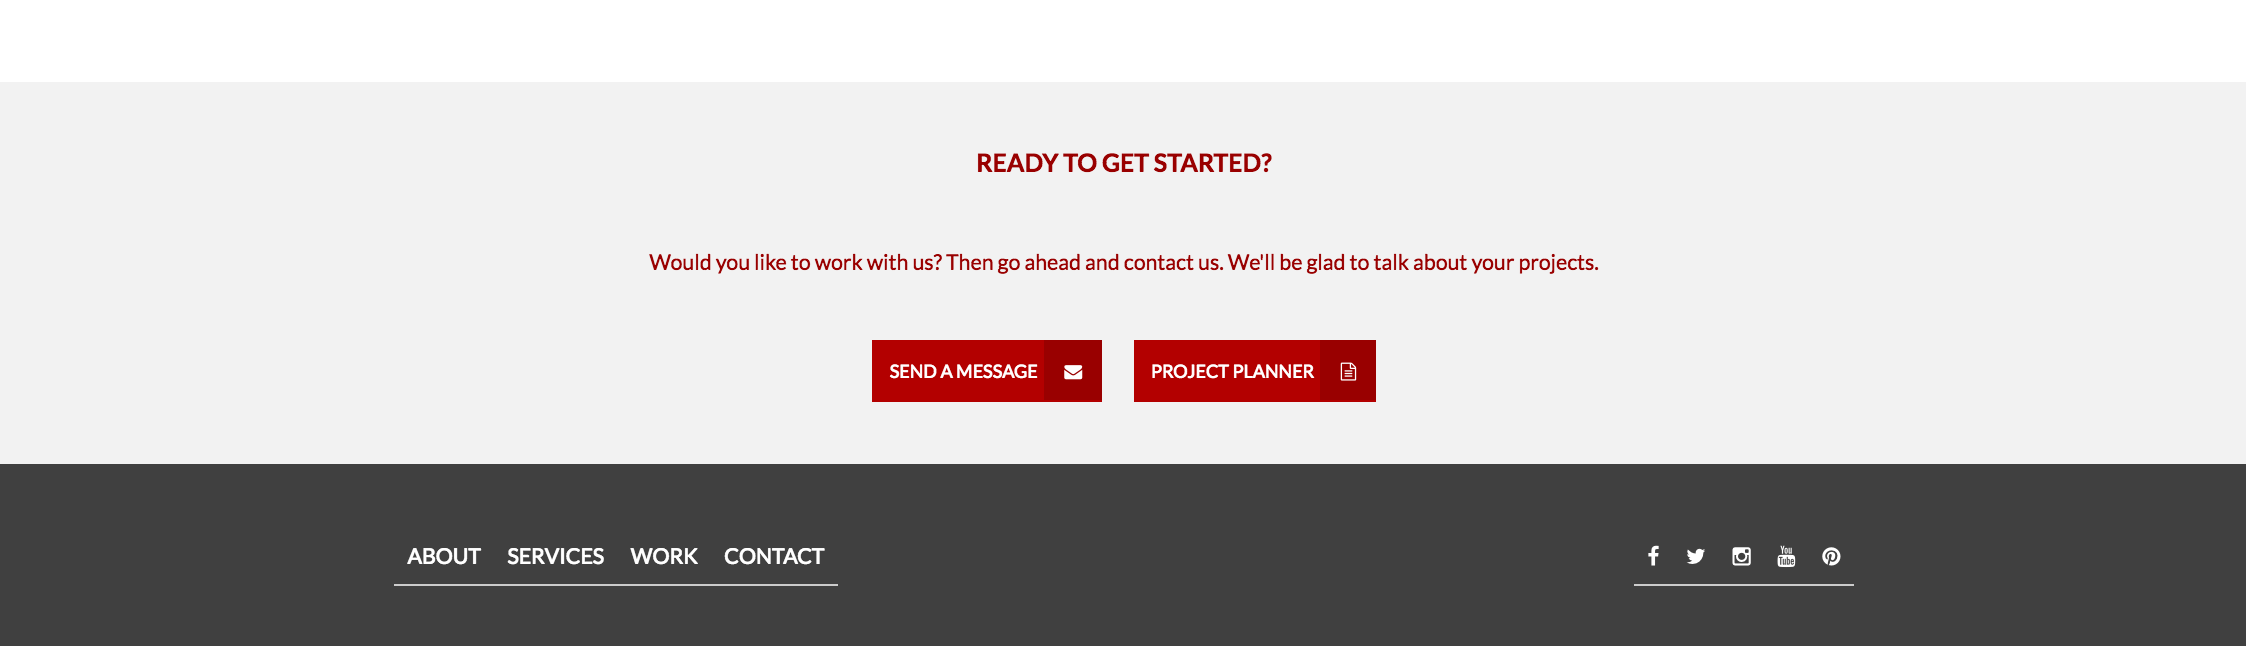 READY TO GET STARTED?
Would you like to work with us? Then go ahead and contact us. We'll be glad to talk about your projects.
SEND A MESSAGE
PROJECT PLANNER
ABOUT SERVICES WORK CONTACT
You Tube